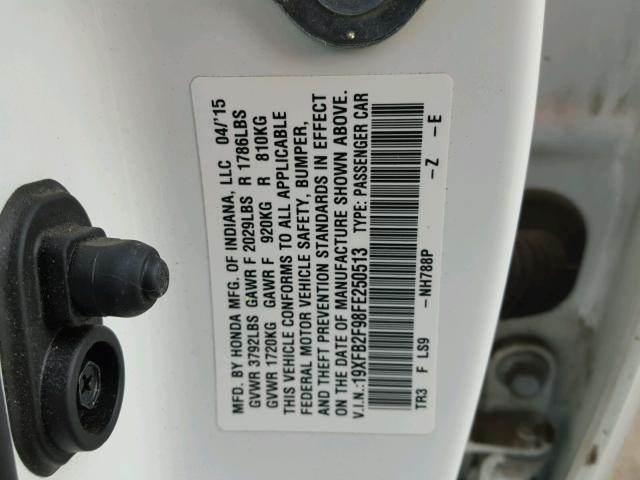 MFD. BY HONDA MFG. OF INDIANA, LLC 04/'15
GVWR 3792LBS GAWR F 2029LBS R 1786LBS
GVWR 1720KG GAWR F 920KG R 810KG
THIS VEHICLE CONFORMS TO ALL APPLICABLE
FEDERAL MOTOR VEHICLE SAFETY, BUMPER,
AND THEFT PREVENTION STANDARDS IN EFFECT
ON THE DATE OF MANUFACTURE SHOWN ABOVE.
V.I.N.:19XFB2F98FE250513 TYPE: PASSENGER CAR
TR3 F LS9 -NH788P -Z -E